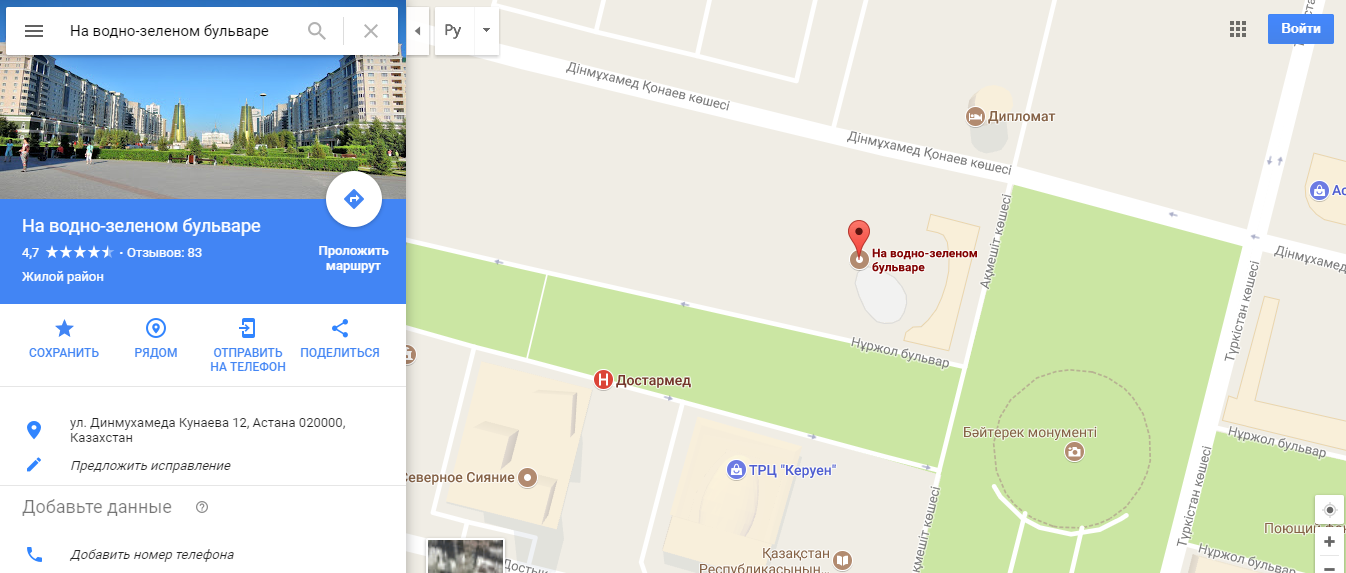 На водно-зеленом бульваре
Ру
Войти
На водно-зеленом бульваре
4,7
· Отзывов: 83
Жилой район
Проложить
маршрут
СОХРАНИТЬ
РЯДОМ
ОТПРАВИТЬ
НА ТЕЛЕФОН
ПОДЕЛИТЬСЯ
ул. Динмухамеда Кунаева 12, Астана 020000,
Казахстан
Предложить исправление
Добавьте данные
Добавить номер телефона
Дінмұхамед Қонаев көшесі
Дипломат
Дінмұхамед Қонаев көшесі
На водно-зеленом
бульваре
Ақмешіт көшесі
Дінмұхамед
Түркістан көшесі
Нұржол бульвар
Достармед
Бәйтерек монументі
Нұржол бульвар
Северное Сияние
ТРЦ "Керуен"
Түркістан көшесі
Поющий
Қазақстан
Республикасының...
Нұржол бульвар